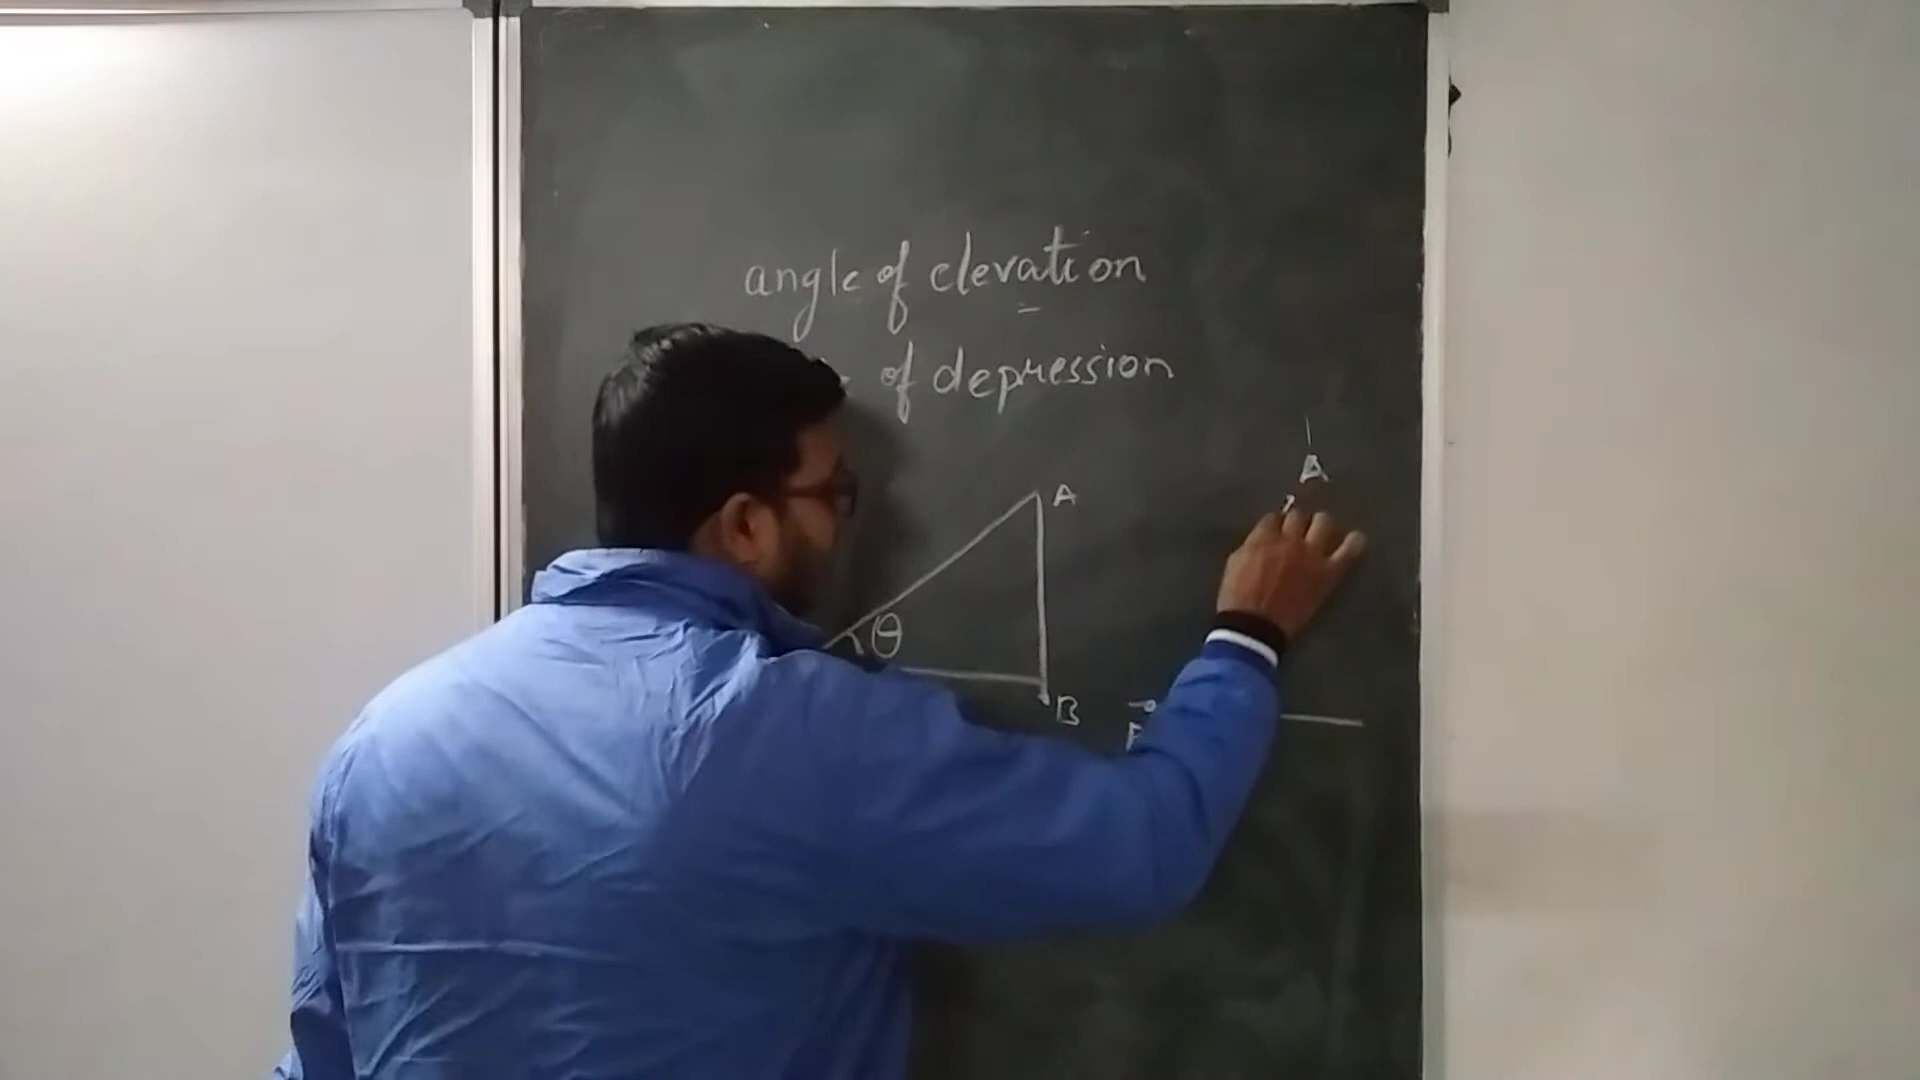 angle of elevation
of depression
A
A
θ
B